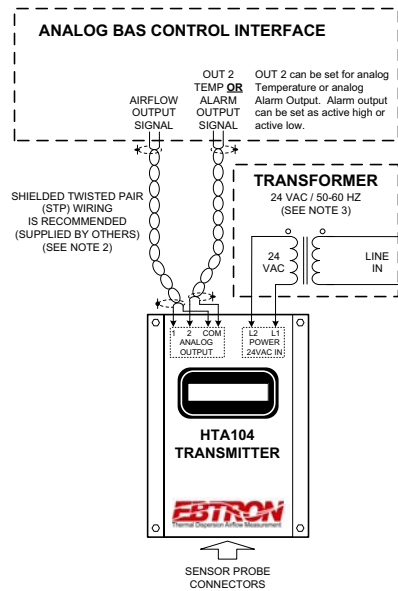 ANALOG BAS CONTROL INTERFACE
AIRFLOW
OUTPUT
SIGNAL
OUT 2
TEMP OR
ALARM
OUTPUT
SIGNAL
OUT 2 can be set for analog
Temperature or analog
Alarm Output. Alarm output
can be set as active high or
active low.
SHIELDED TWISTED PAIR
(STP) WIRING
IS RECOMMENDED
(SUPPLIED BY OTHERS)
(SEE NOTE 2)
TRANSFORMER
24 VAC / 50-60 HZ
(SEE NOTE 3)
24
VAC
LINE
IN
1 2 COM
ANALOG
OUTPUT
L2 L1
POWER
24VAC IN
HTA104
TRANSMITTER
EBTRON
Thermal Dispersion Airflow Measurement
SENSOR PROBE
CONNECTORS